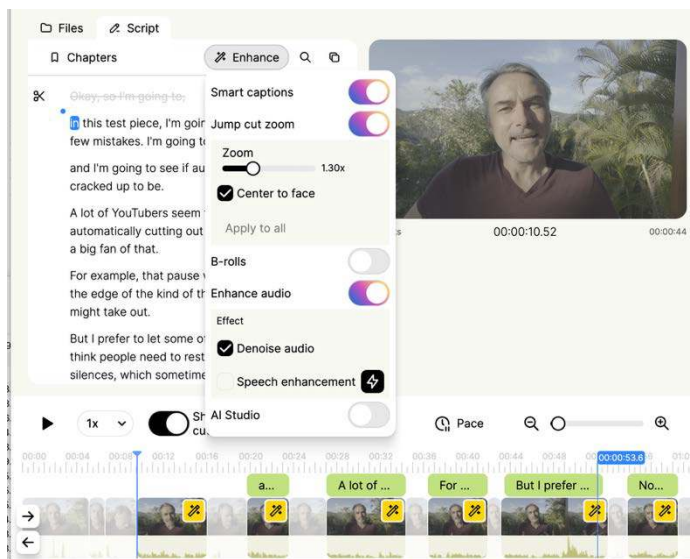 Files
Script
Chapters
Enhance
Okay, so I'm going to,
in this test piece, I'm
few mistakes. I'm going
and I'm going to see if
cracked up to be.
A lot of YouTubers seem
automatically cutting out
a big fan of that.
For example, that pause
the edge of the kind of
might take out.
But I prefer to let some
think people need to rest
silences, which sometime
Smart captions
Jump cut zoom
Zoom
1.30x
Center to face
Apply to all
B-rolls
Enhance audio
Effect
Denoise audio
Speech enhancement
AI Studio
00:00:10.52
00:00:44
1x
Pace
00:00 00:04 00:08 00:12 00:16 00:20 00:24 00:28 00:32 00:36 00:40 00:44 00:48 00:00:53.6
a... A lot of ... For ... But I prefer ... No...